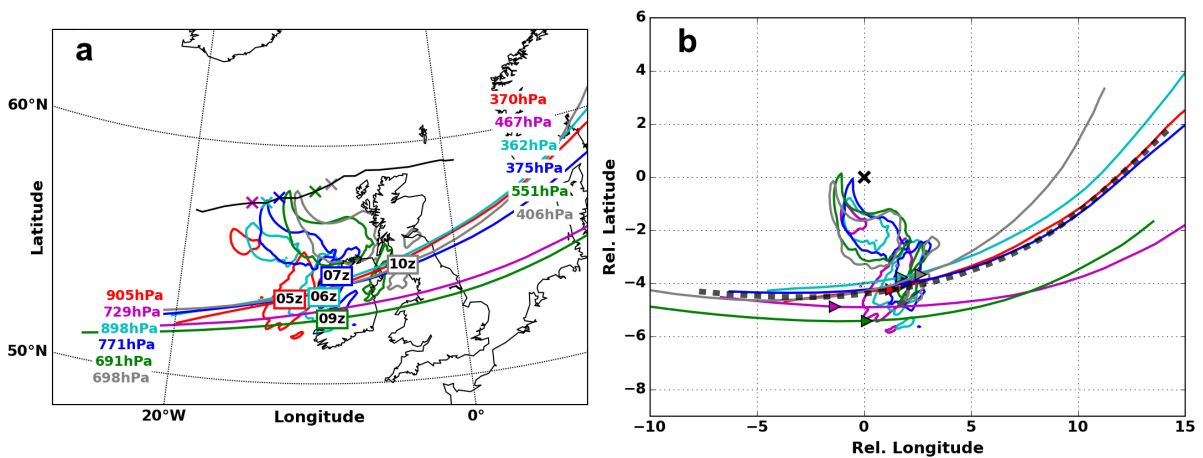 a
60°N
50°N
Latitude
20°W
Longitude
0°
370hPa
467hPa
362hPa
375hPa
551hPa
406hPa
10z
07z
05z
06z
09z
905hPa
729hPa
898hPa
771hPa
691hPa
698hPa
b
6
4
2
0
−2
−4
−6
−8
Rel. Latitude
−10
−5
0
5
10
15
Rel. Longitude